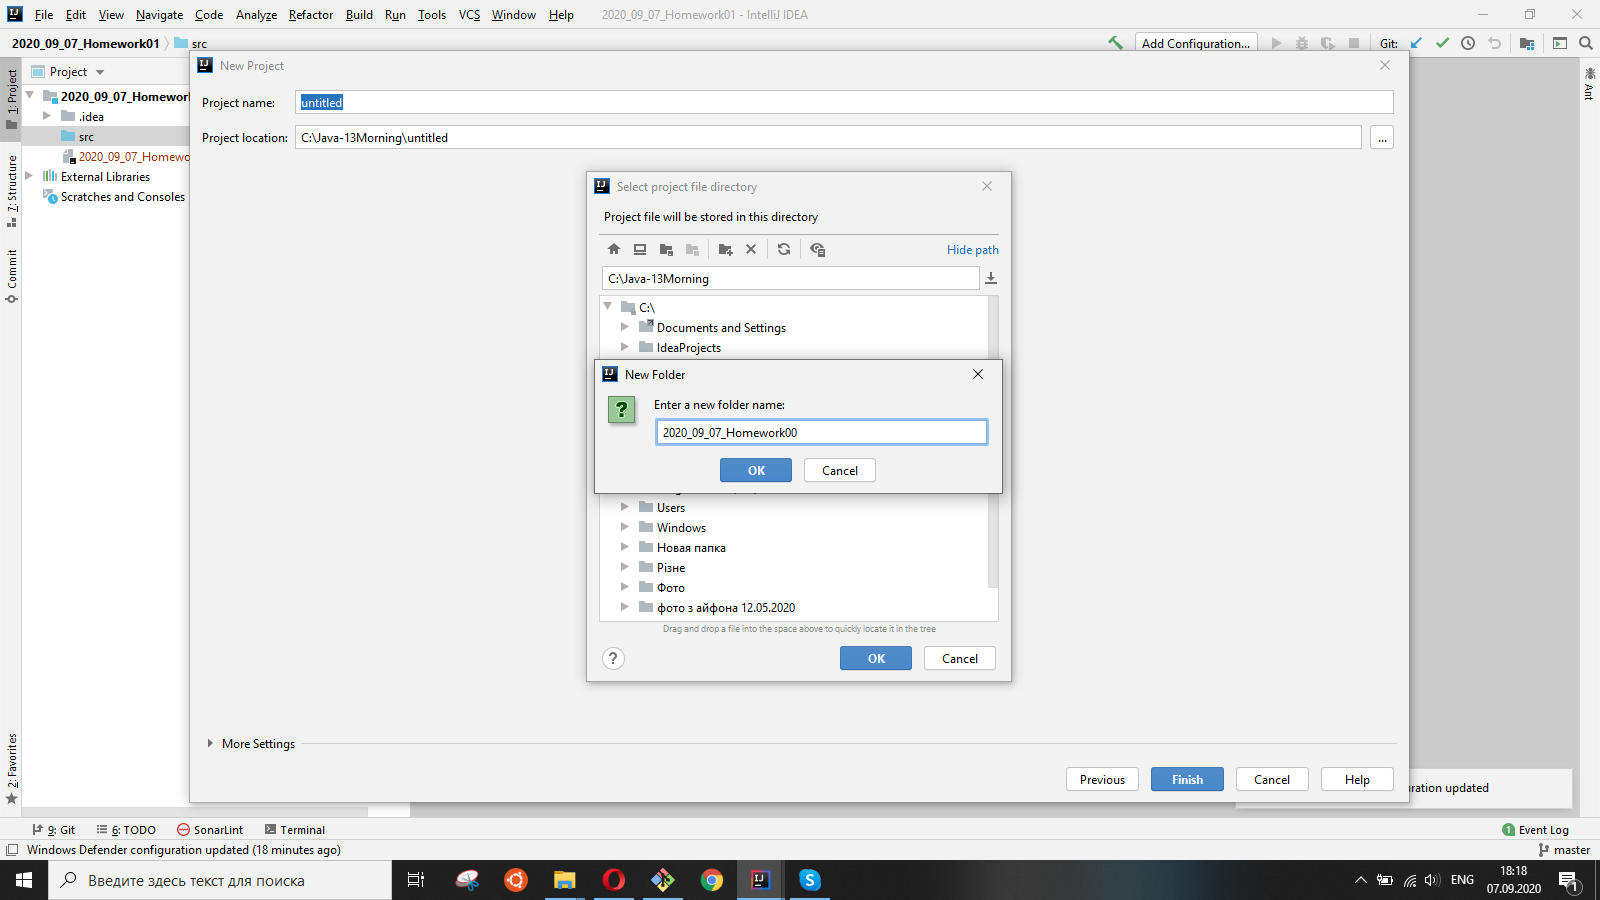 File Edit View Navigate Code Analyze Refactor Build Run Tools VCS Window Help 2020_09_07_Homework01 - IntelliJ IDEA
2020_09_07_Homework01 src Add Configuration... Git:
1: Project
7: Structure
Commit
2: Favorites
Ant
Project
2020_09_07_Homework
.idea
src
2020_09_07_Homewo
External Libraries
Scratches and Consoles
New Project
Project name: untitled
Project location: C:\Java-13Morning\untitled ...
Select project file directory
Project file will be stored in this directory
Hide path
C:\Java-13Morning
C:\
Documents and Settings
IdeaProjects
New Folder
Enter a new folder name:
2020_09_07_Homework00
OK Cancel
Users
Windows
Новая папка
Різне
Фото
фото з айфона 12.05.2020
Drag and drop a file into the space above to quickly locate it in the tree
? OK Cancel
More Settings
Previous Finish Cancel Help
uration updated
9: Git 6: TODO SonarLint Terminal 1 Event Log
Windows Defender configuration updated (18 minutes ago) master
Введите здесь текст для поиска
ENG
18:18
07.09.2020
1